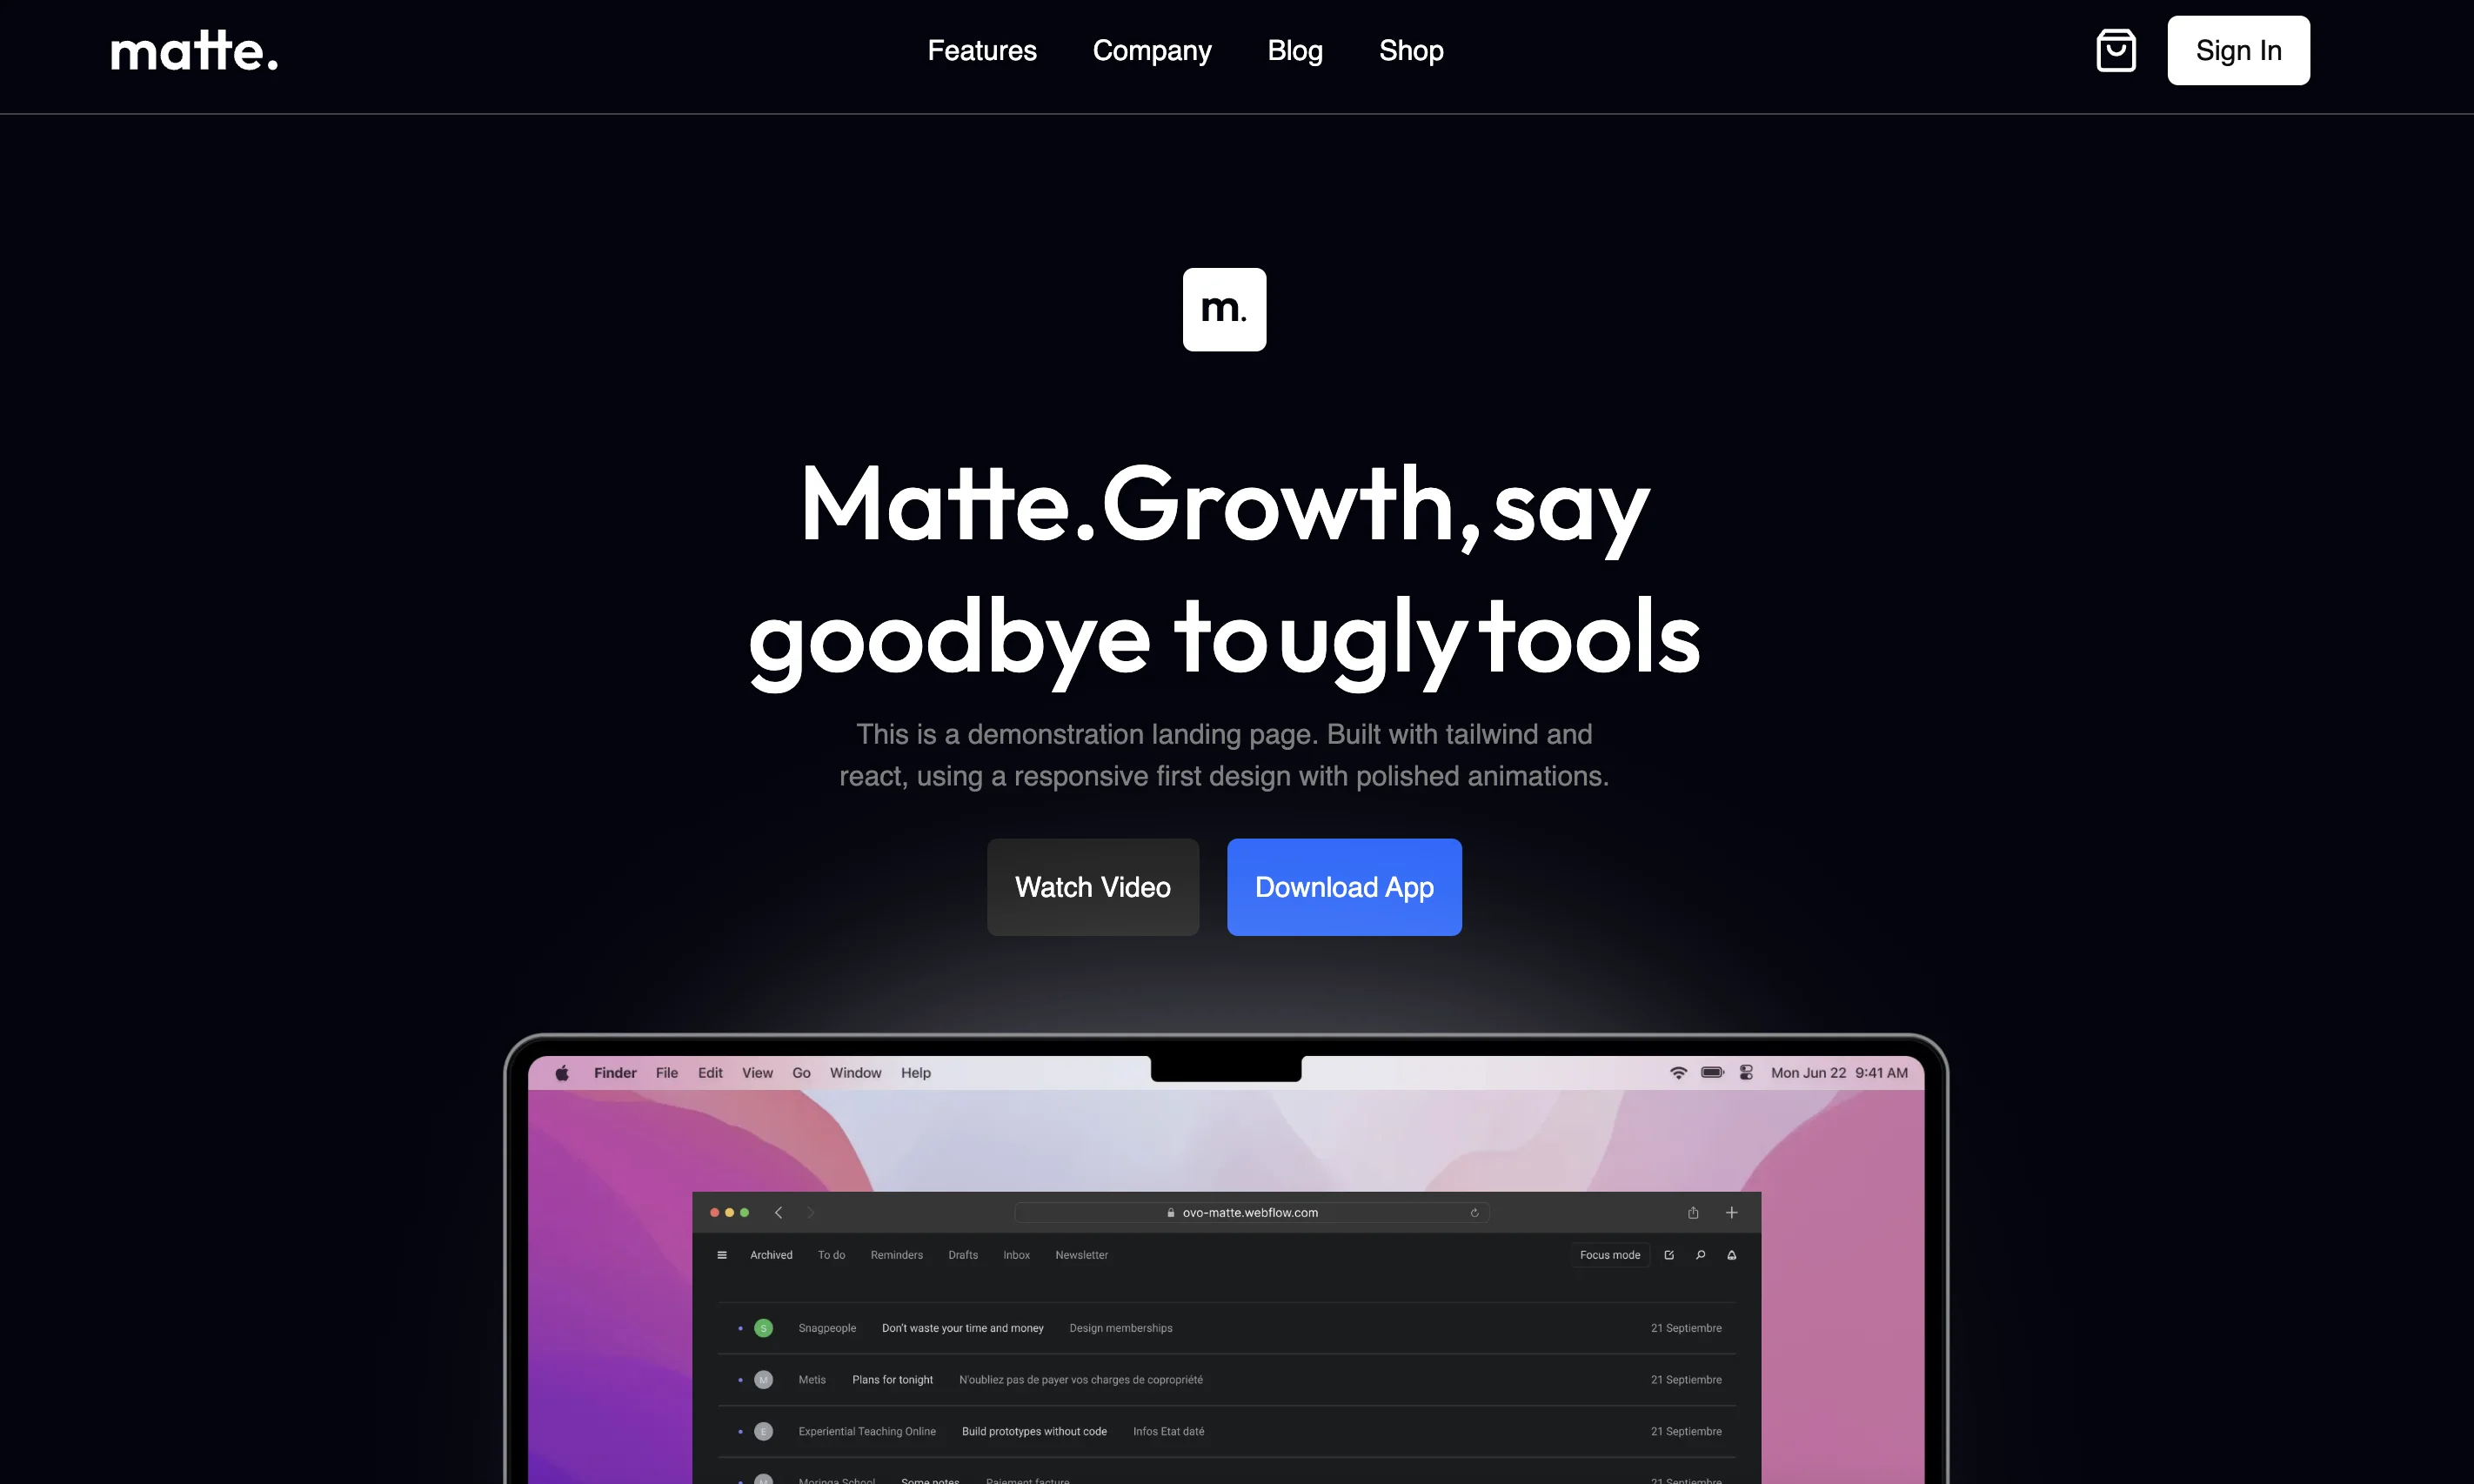 matte.
Features Company Blog Shop
Sign In
m.
Matte.Growth,say
goodbye to ugly tools
This is a demonstration landing page. Built with tailwind and
react, using a responsive first design with polished animations.
Watch Video Download App
Finder File Edit View Go Window Help Mon Jun 22 9:41 AM
ovo-matte.webflow.com
Archived To do Reminders Drafts Inbox Newsletter Focus mode
S Snagpeople Don't waste your time and money Design memberships 21 Septiembre
M Metis Plans for tonight N'oubliez pas de payer vos charges de copropriété 21 Septiembre
E Experiential Teaching Online Build prototypes without code Infos Etat daté 21 Septiembre
M Moringa School Some notes Paiement facture 21 Septiembre